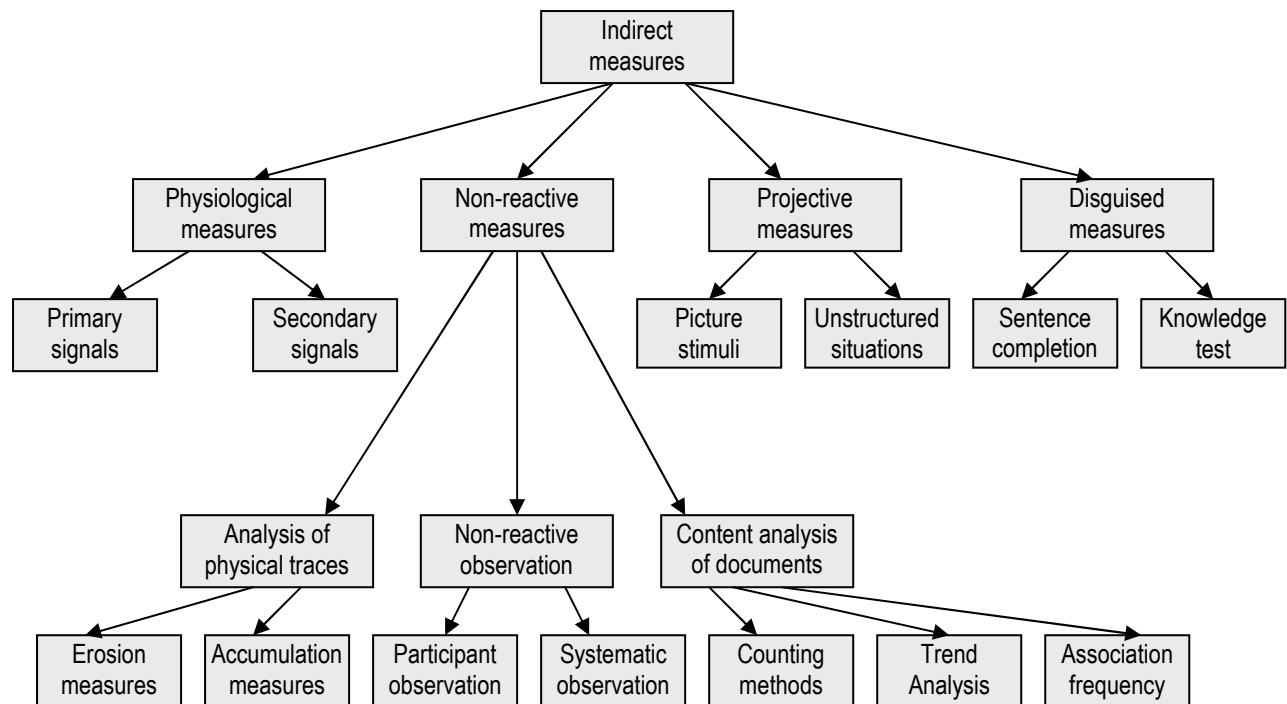 Indirect
measures
Physiological
measures
Non-reactive
measures
Projective
measures
Disguised
measures
Primary
signals
Secondary
signals
Picture
stimuli
Unstructured
situations
Sentence
completion
Knowledge
test
Analysis of
physical traces
Non-reactive
observation
Content analysis
of documents
Erosion
measures
Accumulation
measures
Participant
observation
Systematic
observation
Counting
methods
Trend
Analysis
Association
frequency